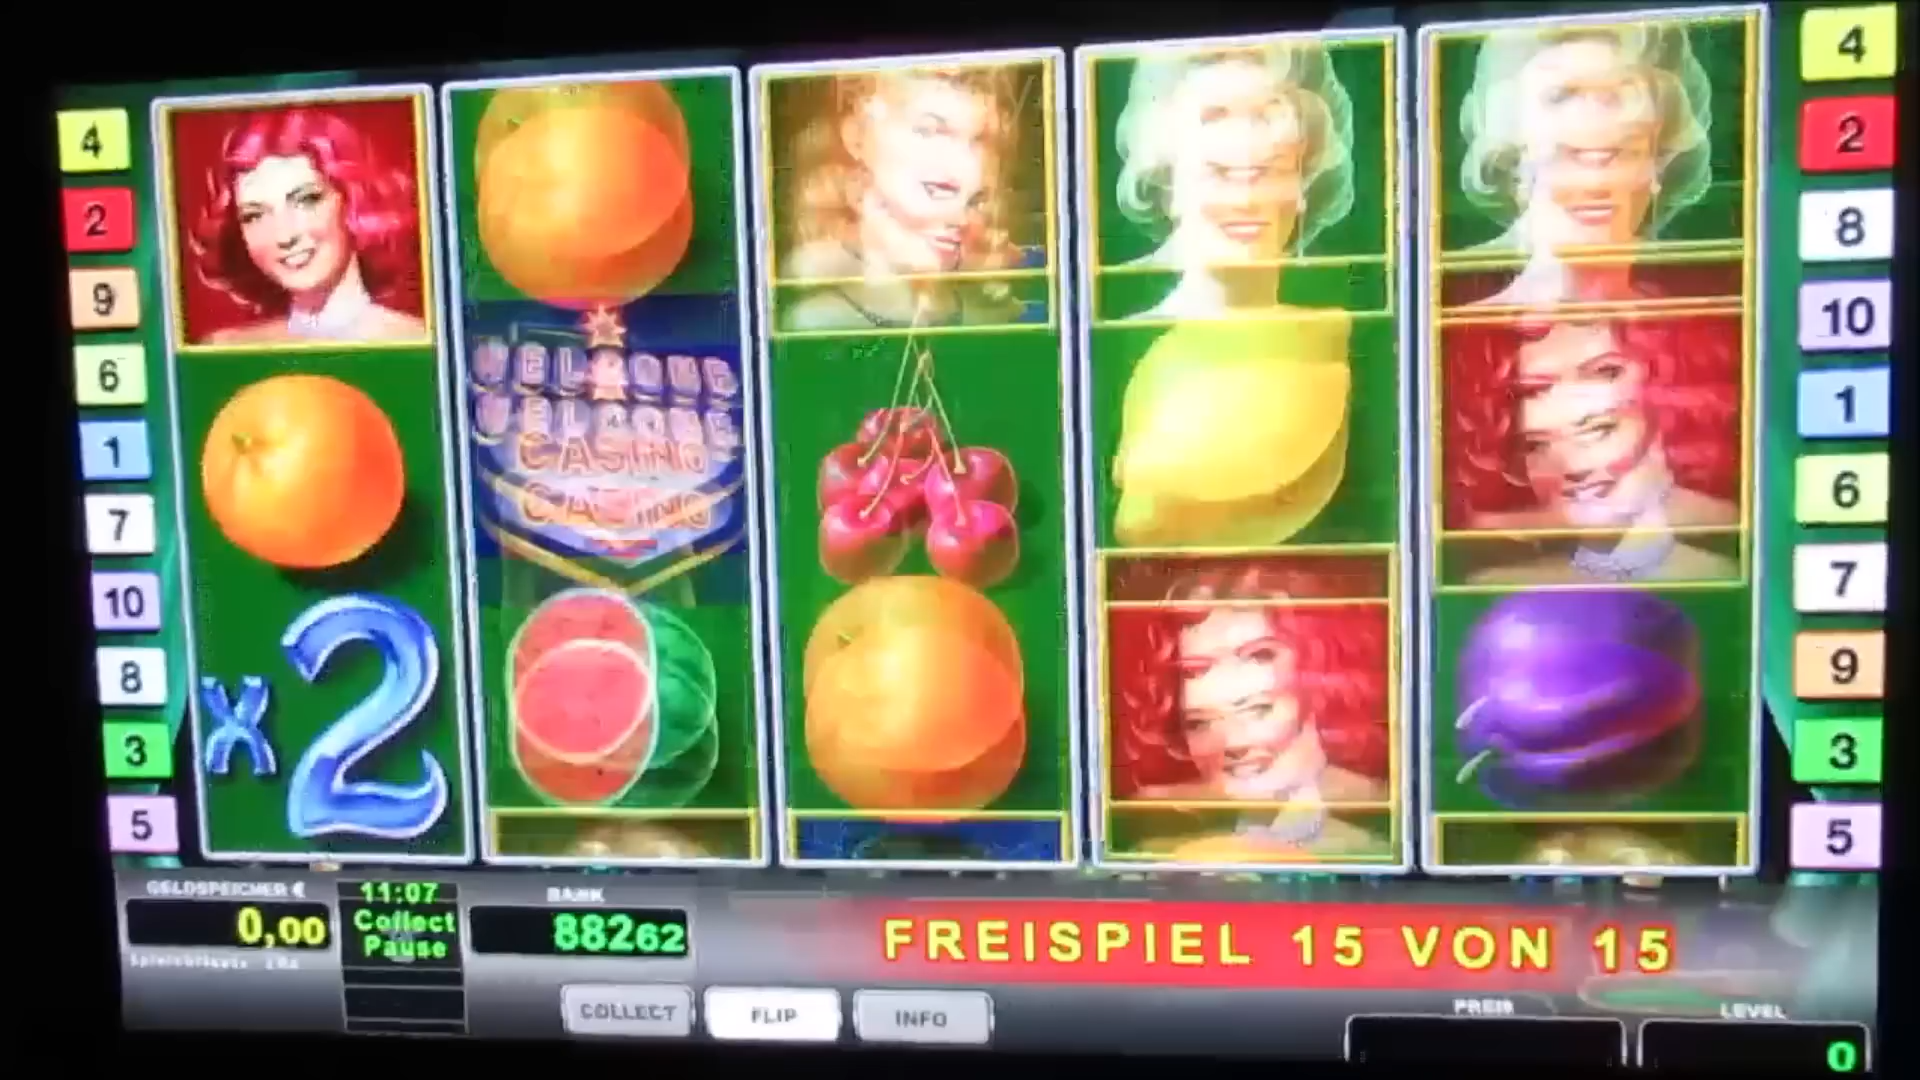 4
2
9
6
1
7
10
8
3
5
4
2
8
10
1
6
7
9
3
5
x2
WELCOME
CASINO
GELDSPEICHER €
0,00
11:07
Collect
Pause
BANK
88262
FREISPIEL 15 VON 15
COLLECT
FLIP
INFO
PREIS
LEVEL
0